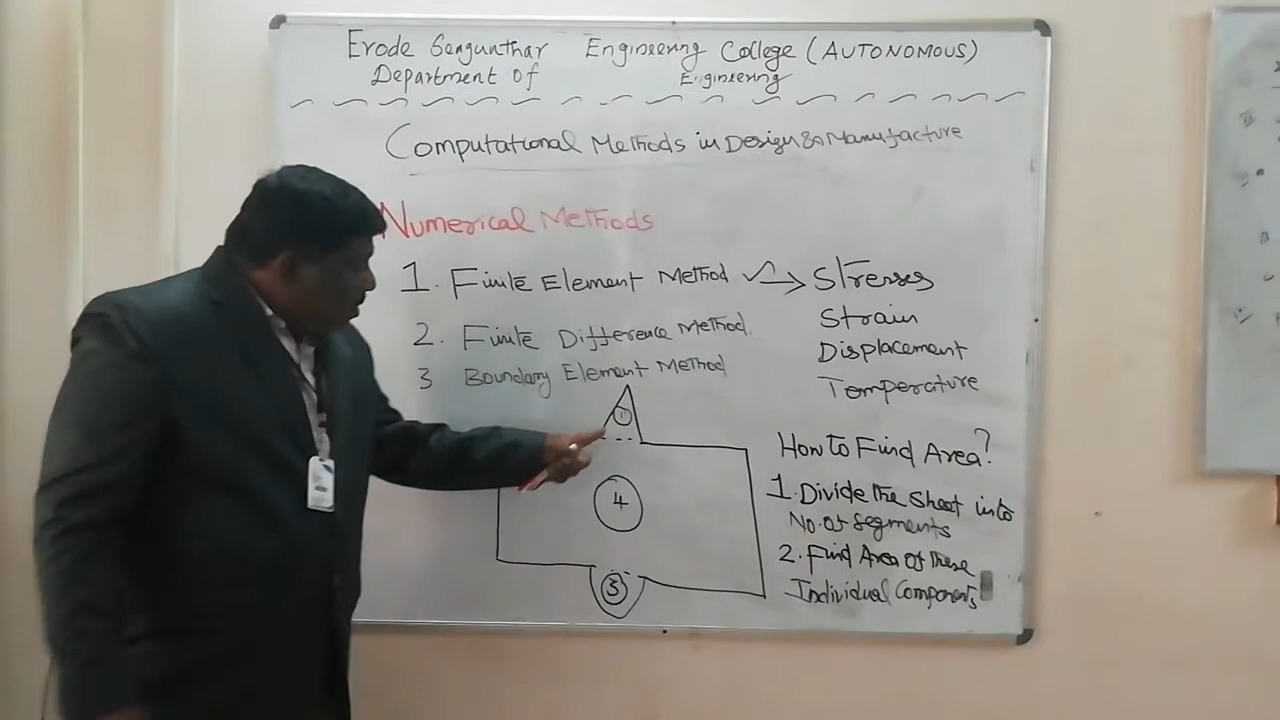 Erode Sengunthar Engineering College (AUTONOMOUS)
Department Of Engineering
Computational Methods in Design & Manufacture
Numerical Methods
1. Finite Element Method → Stresses
Strain
Displacement
Temperature
2. Finite Difference Method
3 Boundary Element Method
1
4
3
How to Find Area?
1. Divide the Sheet into
No. of Segments
2. Find Area Of These
Individual Components